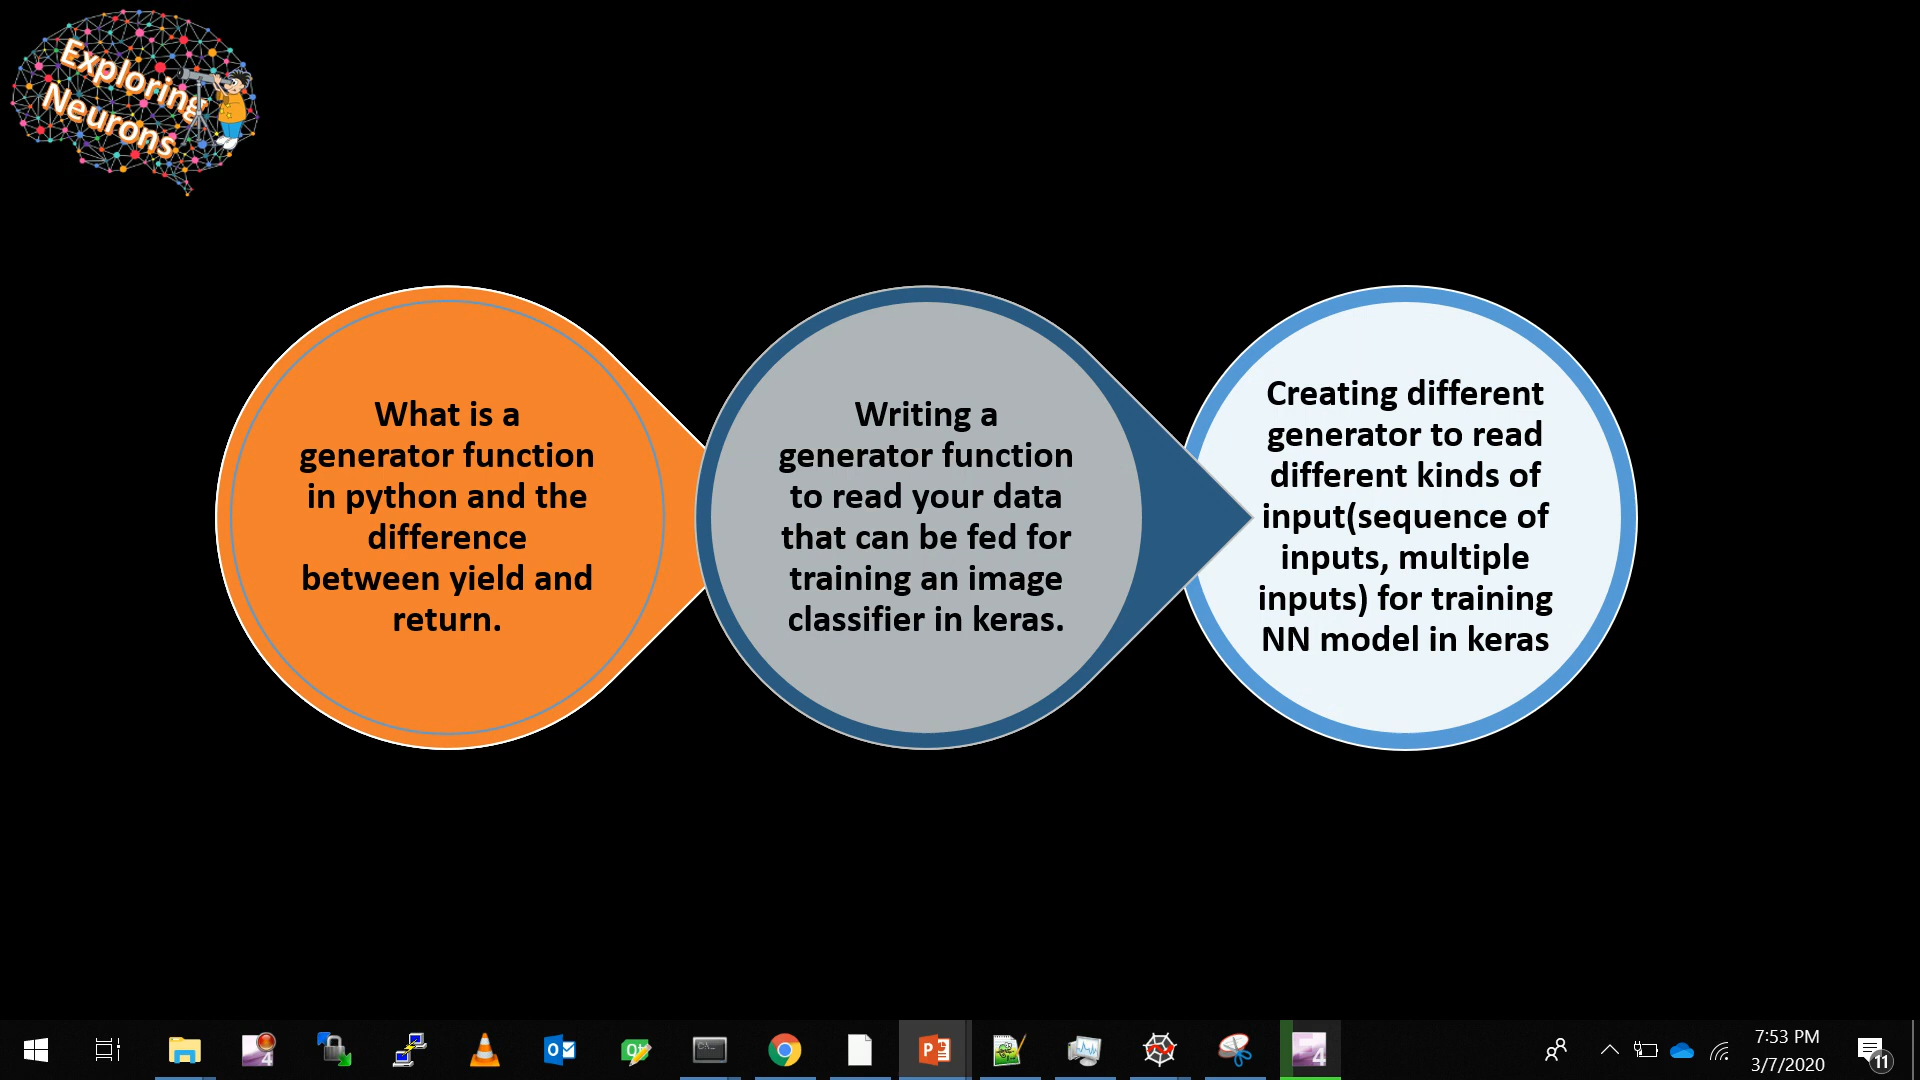 Exploring
Neurons
What is a
generator function
in python and the
difference
between yield and
return.
Writing a
generator function
to read your data
that can be fed for
training an image
classifier in keras.
Creating different
generator to read
different kinds of
input(sequence of
inputs, multiple
inputs) for training
NN model in keras
7:53 PM
3/7/2020
11